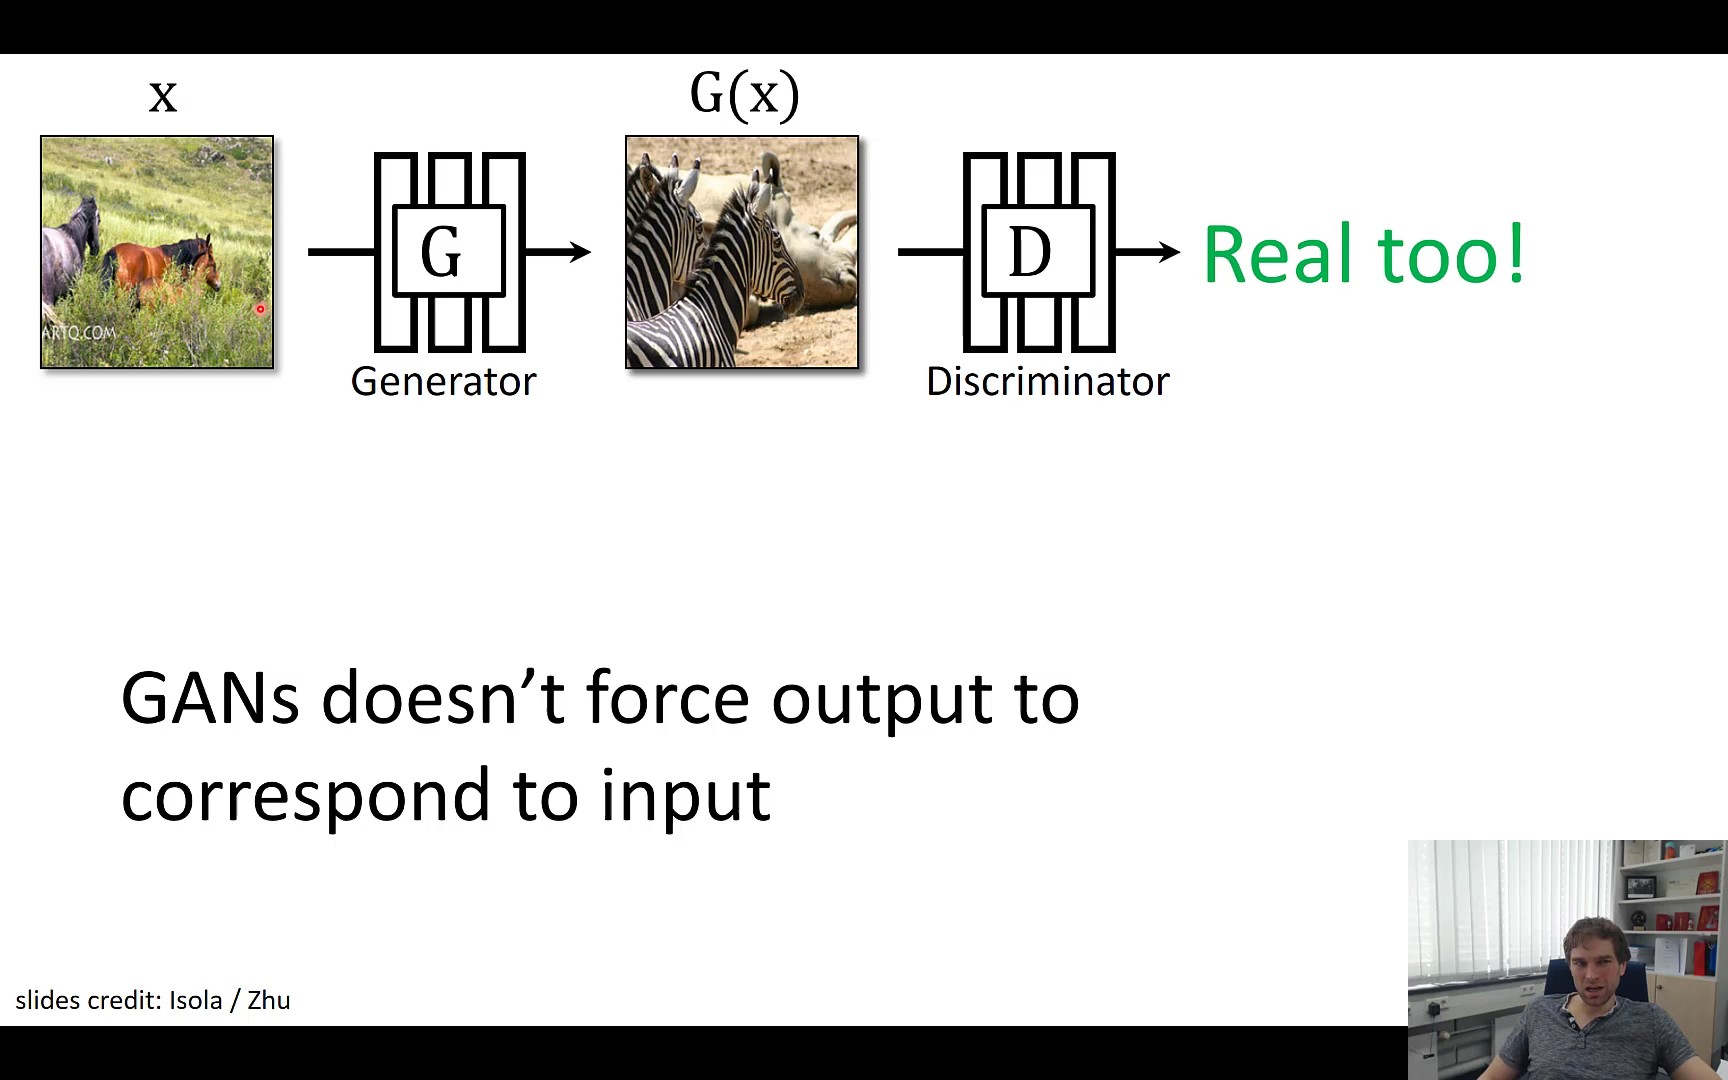 x
G(x)
G
D
Real too!
ARTQ.COM
Generator
Discriminator
GANs doesn’t force output to
correspond to input
slides credit: Isola / Zhu